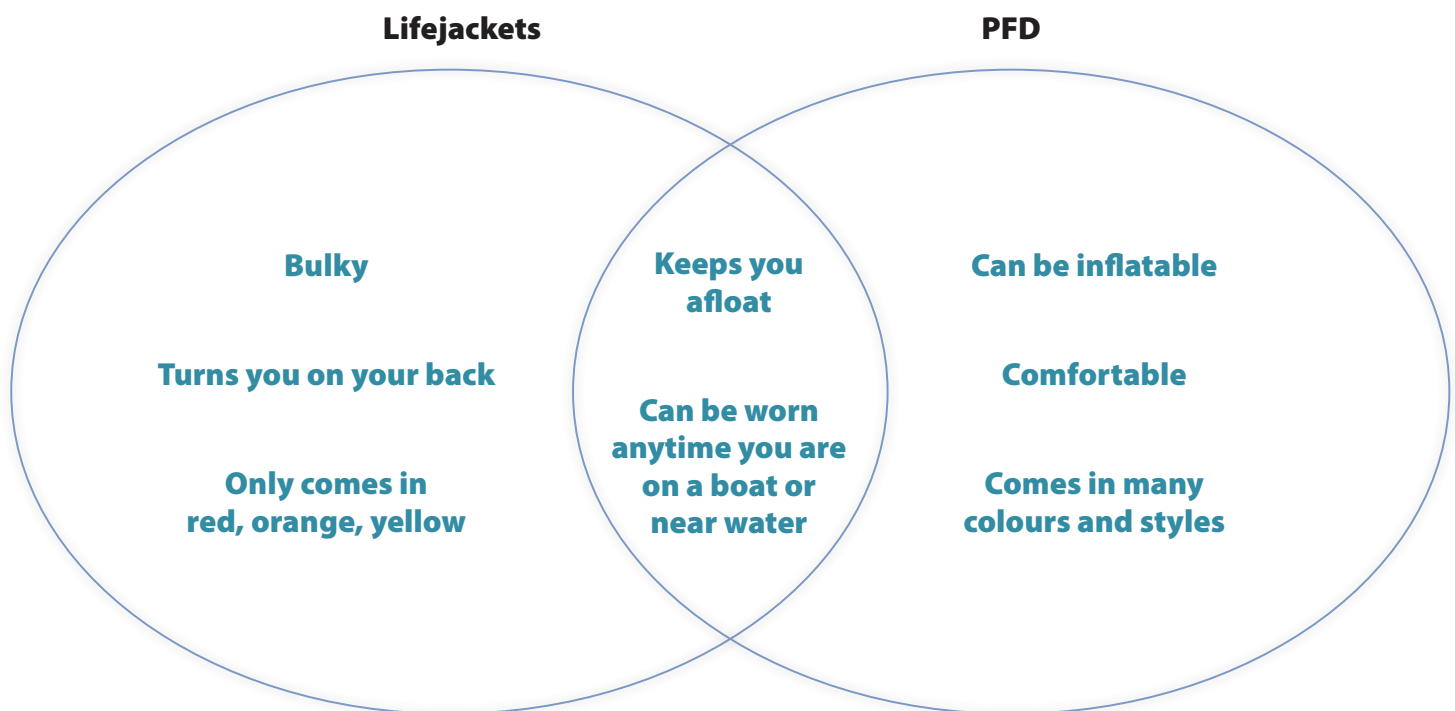 Lifejackets
PFD
Bulky
Turns you on your back
Only comes in
red, orange, yellow
Keeps you
afloat
Can be worn
anytime you are
on a boat or
near water
Can be inflatable
Comfortable
Comes in many
colours and styles